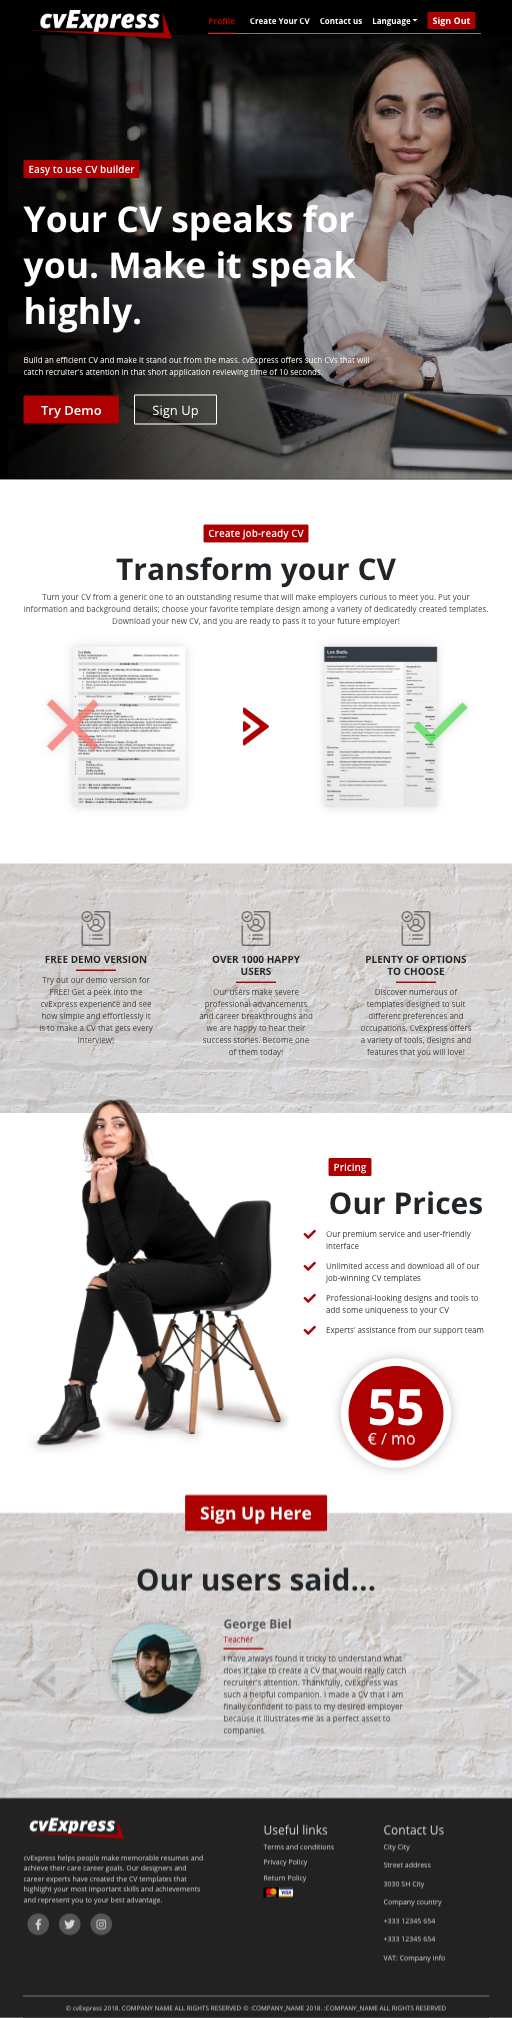 cvExpress
Profile Create Your CV Contact us Language Sign Out
Easy to use CV builder
Your CV speaks for
you. Make it speak
highly.
Build an efficient CV and make it stand out from the mass. cvExpress offers such CVs that will
catch recruiter's attention in that short application reviewing time of 10 seconds.
Try Demo Sign Up
Create Job-ready CV
Transform your CV
Turn your CV from a generic one to an outstanding resume that will make employers curious to meet you. Put your
information and background details; choose your favorite template design among a variety of dedicatedly created templates.
Download your new CV, and you are ready to pass it to your future employer!
FREE DEMO VERSION
Try out our demo version for
FREE! Get a peek into the
cvExpress experience and see
how simple and effortlessly it
is to make a CV that gets every
interview!
OVER 1000 HAPPY
USERS
Our users make severe
professional advancements
and career breakthroughs and
we are happy to hear their
success stories. Become one
of them today!
PLENTY OF OPTIONS
TO CHOOSE
Discover numerous of
templates designed to suit
different preferences and
occupations. CvExpress offers
a variety of tools, designs and
features that you will love!
Pricing
Our Prices
Our premium service and user-friendly
interface
Unlimited access and download all of our
job-winning CV templates
Professional-looking designs and tools to
add some uniqueness to your CV
Experts' assistance from our support team
55
€ / mo
Sign Up Here
Our users said...
George Biel
Teacher
I have always found it tricky to understand what
does it take to create a CV that would really catch
recruiter's attention. Thankfully, cvExpress was
such a helpful companion. I made a CV that I am
finally confident to pass to my desired employer
because it illustrates me as a perfect asset to
companies.
cvExpress
cvExpress helps people make memorable resumes and
achieve their care career goals. Our designers and
career experts have created the CV templates that
highlight your most important skills and achievements
and represent you to your best advantage.
Useful links
Terms and conditions
Privacy Policy
Return Policy
VISA
Contact Us
City City
Street address
3030 SH City
Company country
+333 12345 654
+333 12345 654
VAT: Company info
© cvExpress 2018. COMPANY NAME ALL RIGHTS RESERVED © :COMPANY_NAME 2018. :COMPANY_NAME ALL RIGHTS RESERVED